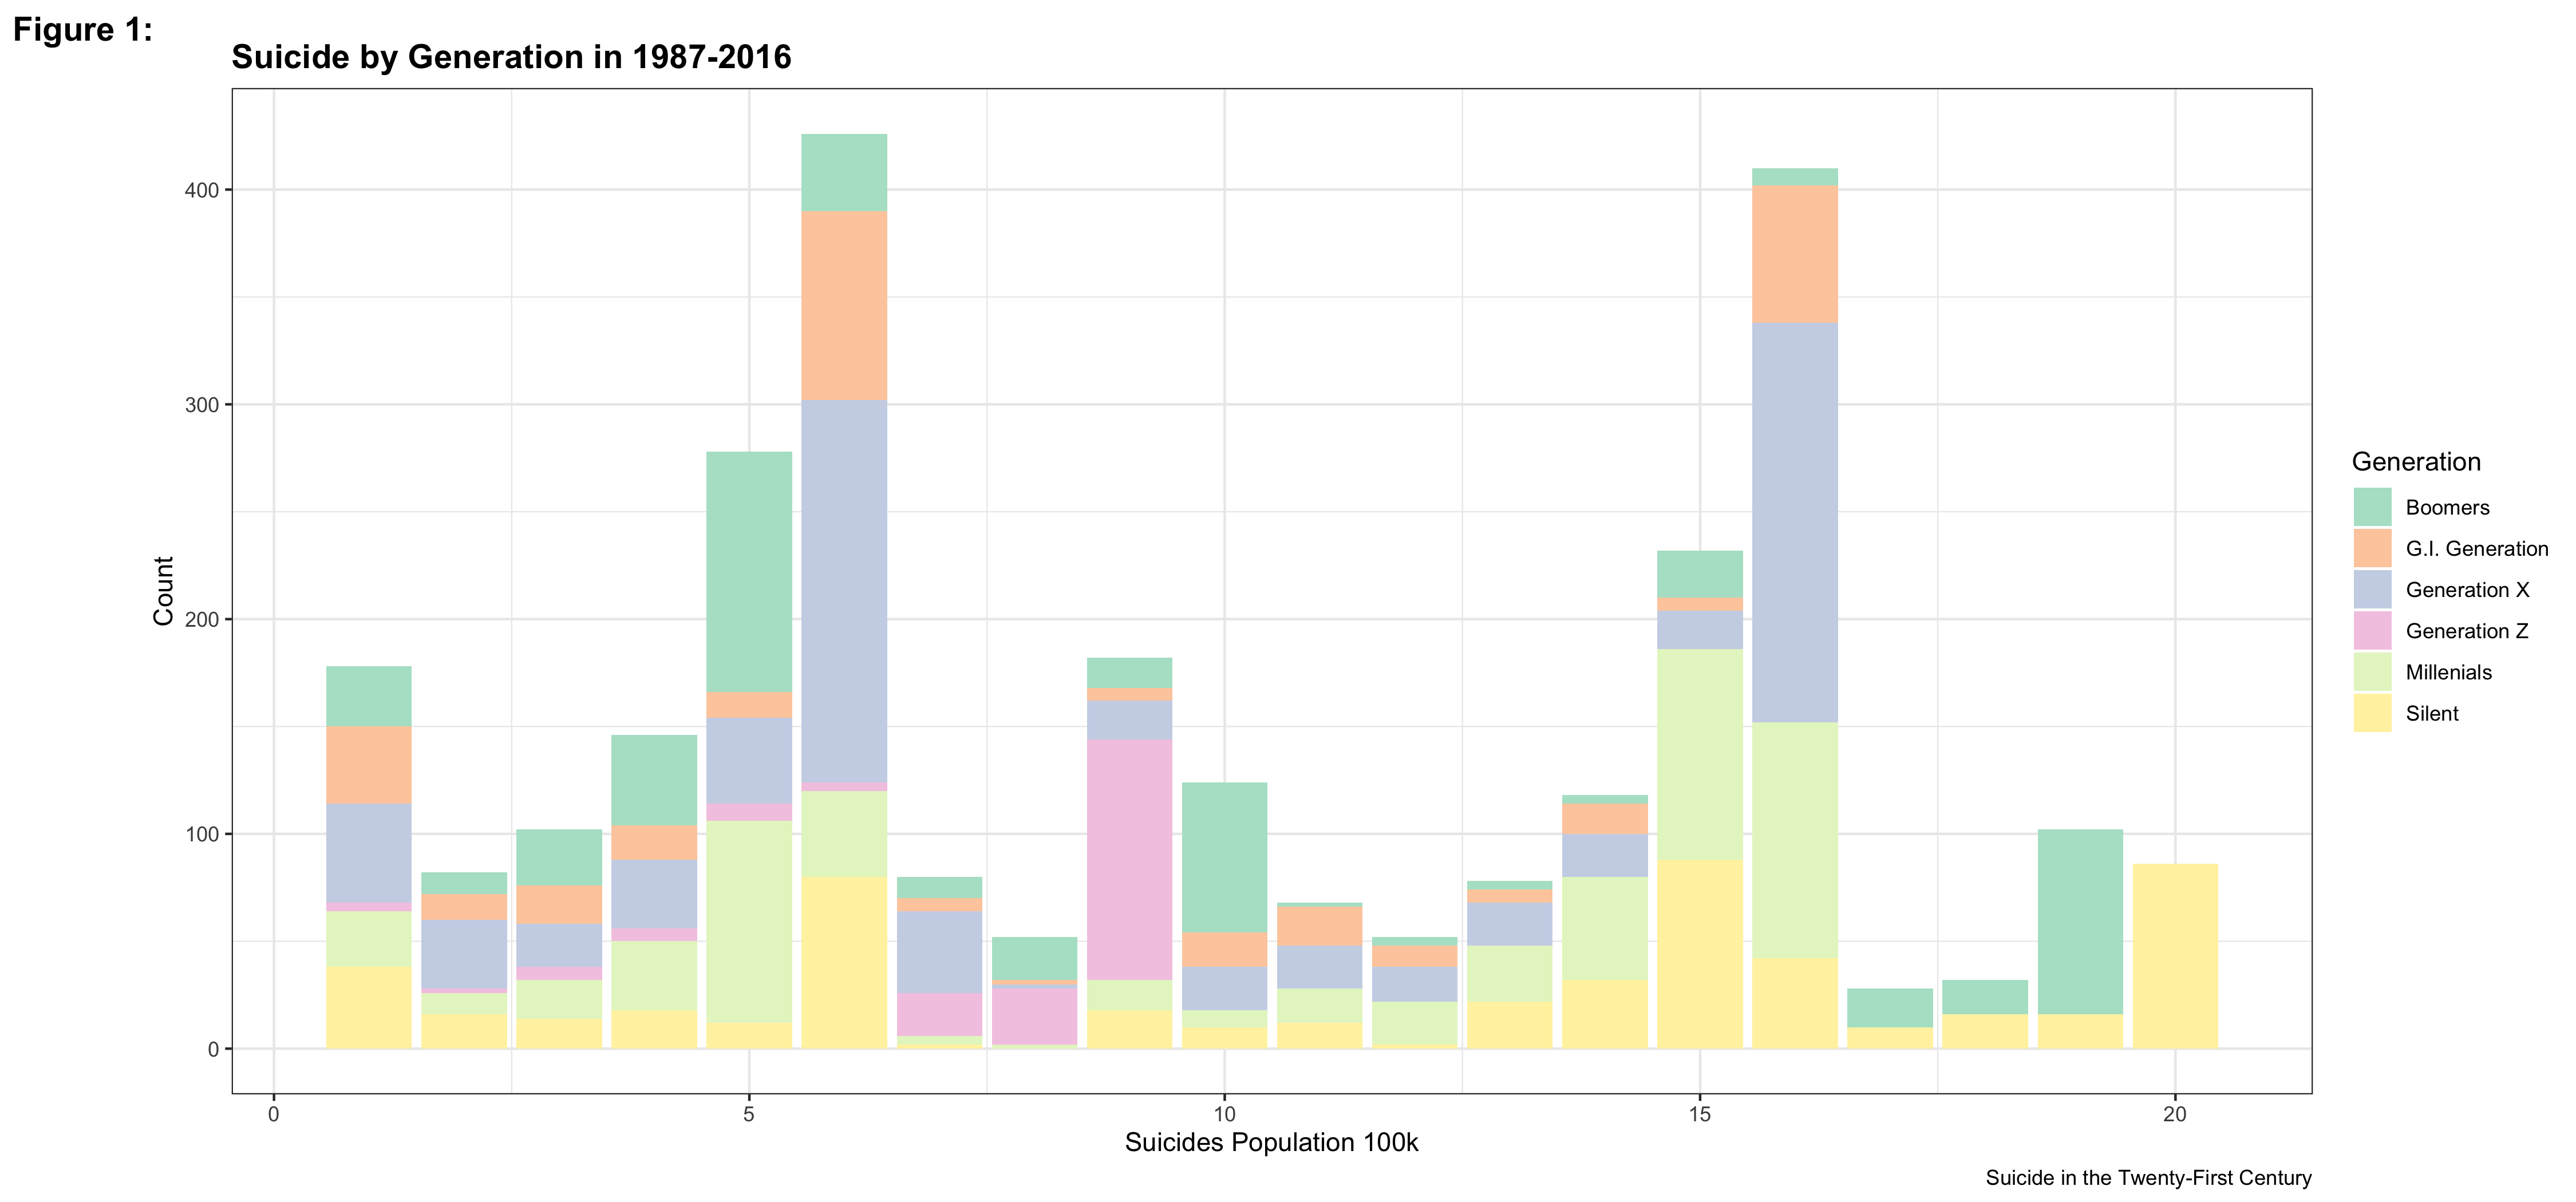 Figure 1:
Suicide by Generation in 1987-2016
400
300
200
100
0
Count
0 5 10 15 20
Suicides Population 100k
Generation
Boomers
G.I. Generation
Generation X
Generation Z
Millenials
Silent
Suicide in the Twenty-First Century